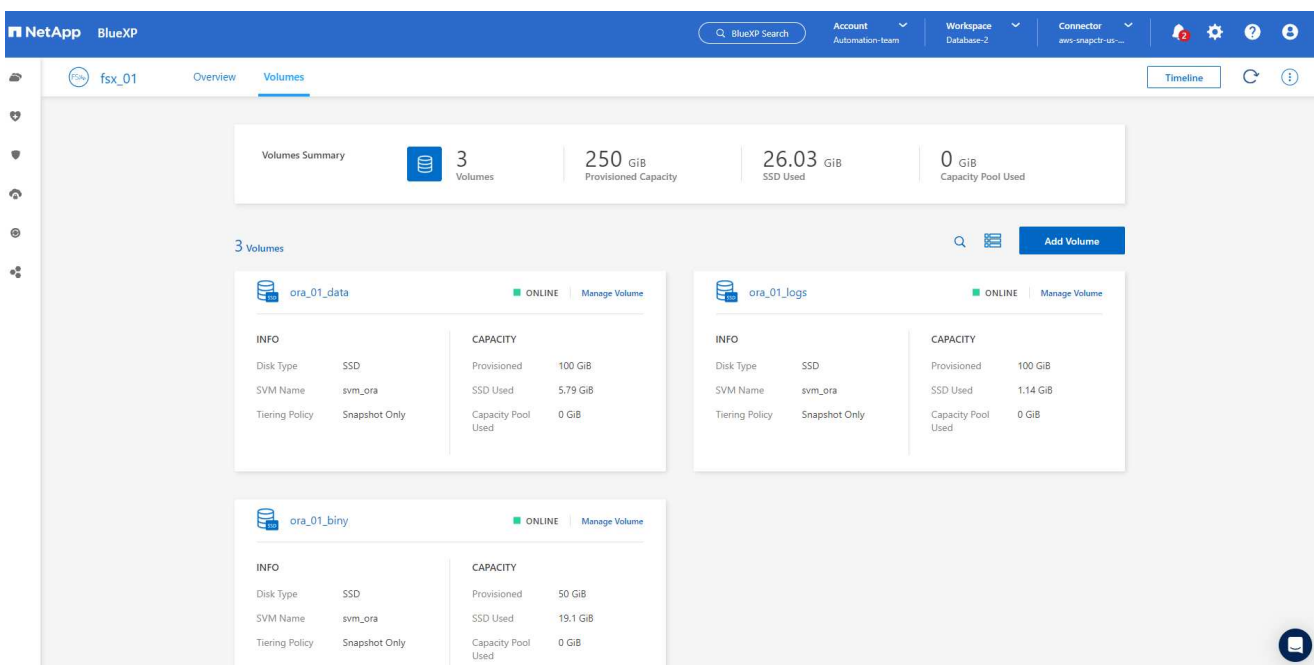 NetApp BlueXP
BlueXP Search
Account
Automation-team
Workspace
Database-2
Connector
aws-snapctr-us-...
2
FSx
fsx_01
Overview
Volumes
Timeline
Volumes Summary
3
Volumes
250 GiB
Provisioned Capacity
26.03 GiB
SSD Used
0 GiB
Capacity Pool Used
3 Volumes
Add Volume
SSD
ora_01_data
ONLINE
Manage Volume
INFO
Disk Type SSD
SVM Name svm_ora
Tiering Policy Snapshot Only
CAPACITY
Provisioned 100 GiB
SSD Used 5.79 GiB
Capacity Pool 0 GiB
Used
SSD
ora_01_logs
ONLINE
Manage Volume
INFO
Disk Type SSD
SVM Name svm_ora
Tiering Policy Snapshot Only
CAPACITY
Provisioned 100 GiB
SSD Used 1.14 GiB
Capacity Pool 0 GiB
Used
SSD
ora_01_biny
ONLINE
Manage Volume
INFO
Disk Type SSD
SVM Name svm_ora
Tiering Policy Snapshot Only
CAPACITY
Provisioned 50 GiB
SSD Used 19.1 GiB
Capacity Pool 0 GiB
Used